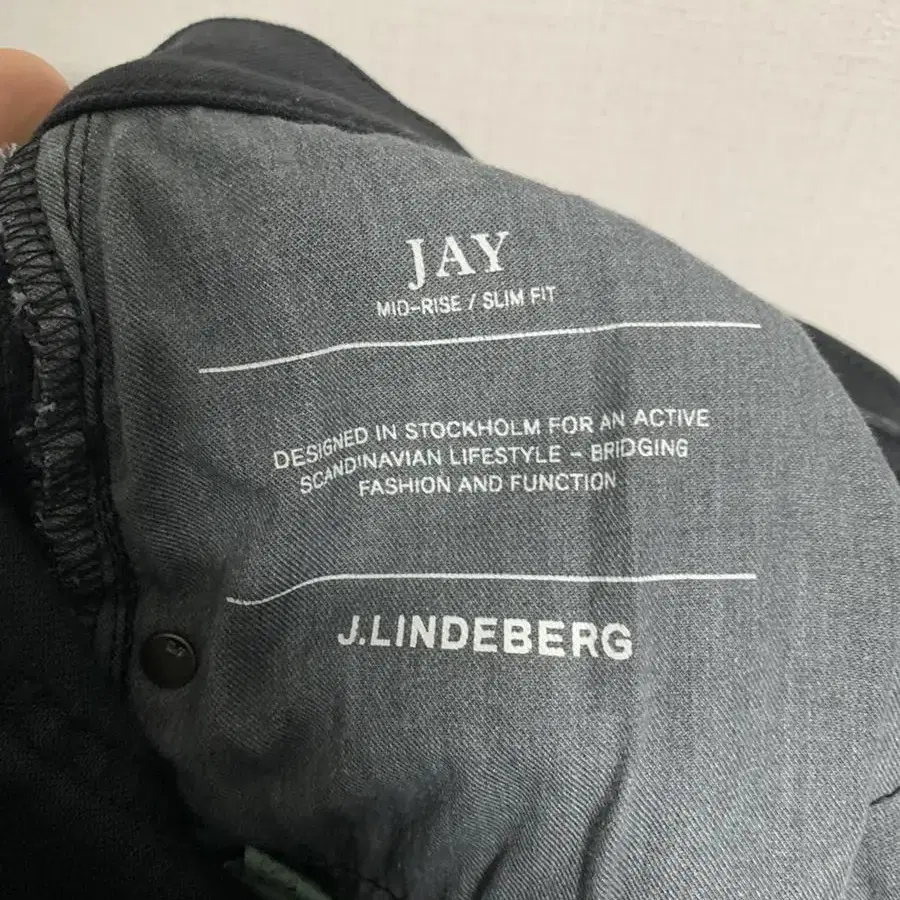 JAY
MID-RISE / SLIM FIT
DESIGNED IN STOCKHOLM FOR AN ACTIVE
SCANDINAVIAN LIFESTYLE – BRIDGING
FASHION AND FUNCTION
J.LINDEBERG